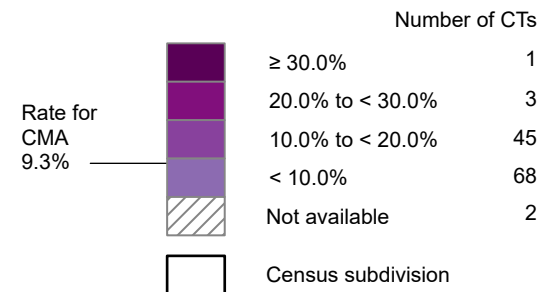 Number of CTs
≥ 30.0% 1
20.0% to < 30.0% 3
Rate for
CMA
9.3%
10.0% to < 20.0% 45
< 10.0% 68
Not available 2
Census subdivision